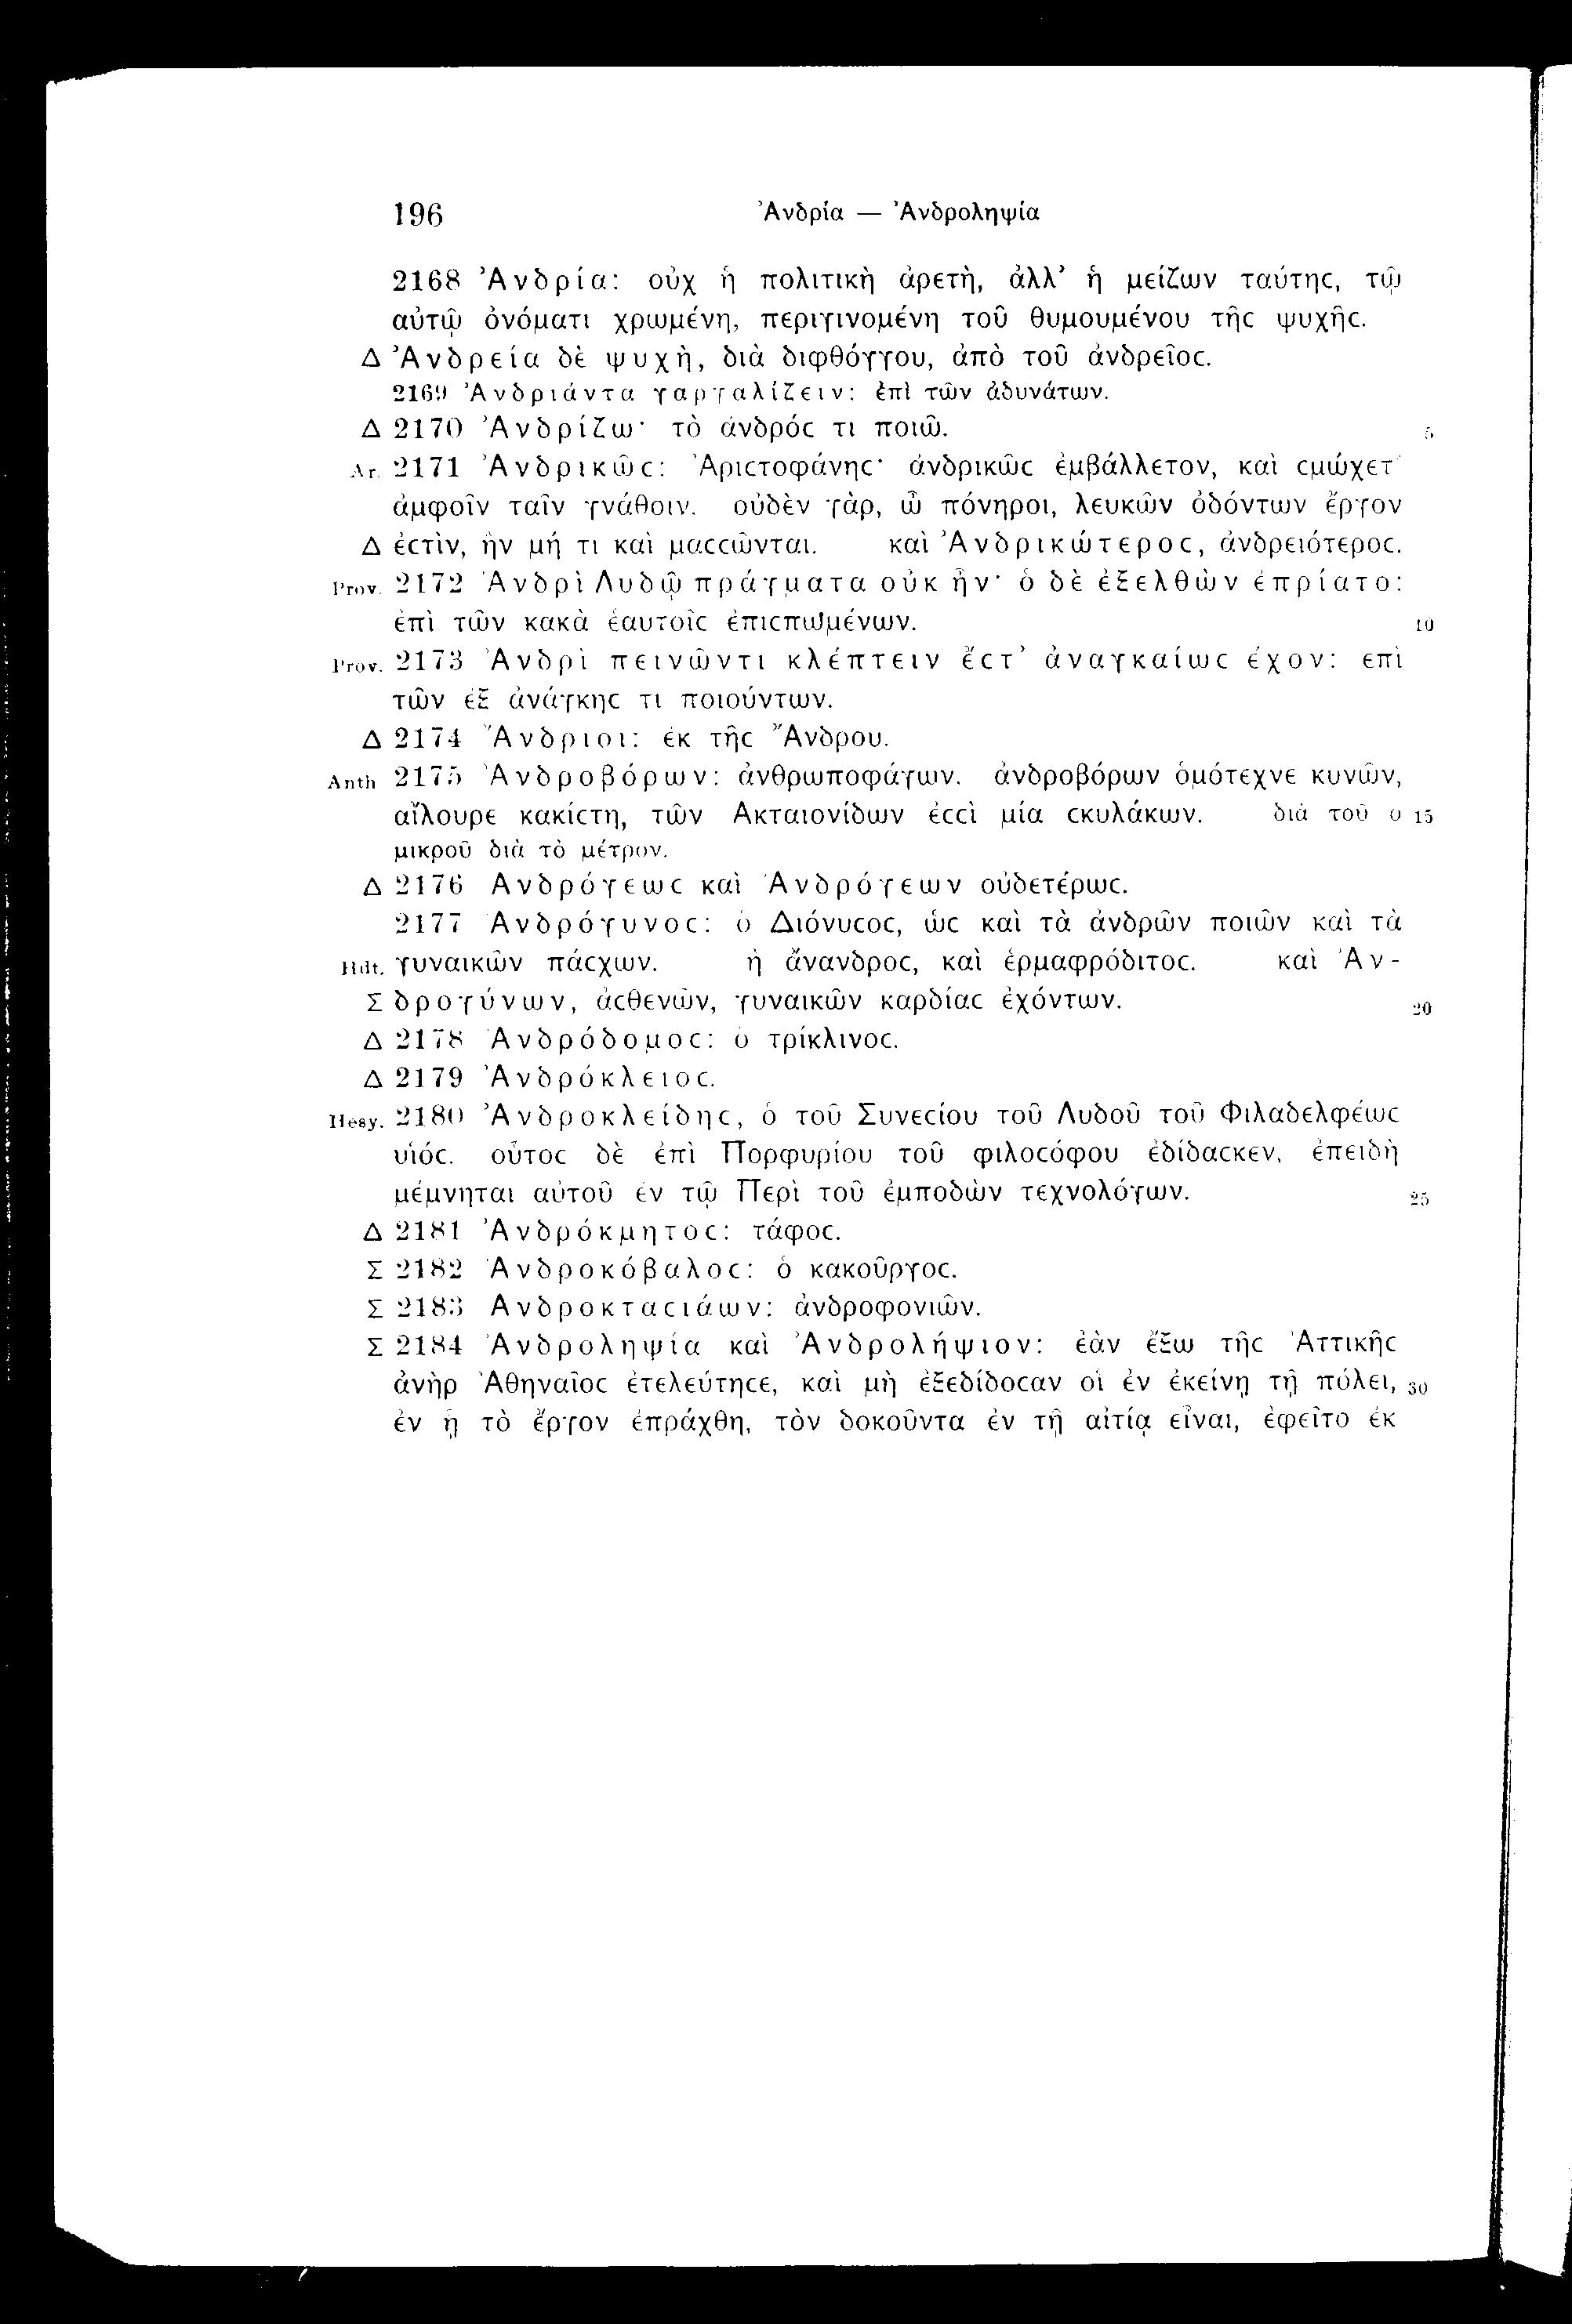 196 Ἀνδρία — Ἀνδροληψία
2168 Ἀνδρία: οὐχ ἡ πολιτικὴ ἀρετὴ, ἀλλ’ ἡ μείζων ταύτηϲ, τῷ
αὐτῷ ὀνόματι χρωμένη, περιγινομένη τοῦ θυμουμένου τῆϲ ψυχῆϲ.
Δ Ἀνδρεία δὲ ψυχὴ, διὰ διφθόγγου, ἀπὸ τοῦ ἀνδρεῖοϲ.
2169 Ἀνδριάντα γαργαλίζειν: ἐπὶ τῶν ἀδυνάτων.
Δ 2170 Ἀνδρίζω· τὸ ἀνδρόϲ τι ποιῶ. 5
Ar. 2171 Ἀνδρικῶϲ: Ἀριϲτοφάνηϲ· ἀνδρικῶϲ ἐμβάλλετον, καὶ ϲμώχετ’
ἀμφοῖν ταῖν γνάθοιν. οὐδὲν γὰρ, ὦ πόνηροι, λευκῶν ὀδόντων ἔργον
Δ ἐϲτὶν, ἢν μή τι καὶ μαϲϲῶνται. καὶ Ἀνδρικώτεροϲ, ἀνδρειότεροϲ.
Prov. 2172 Ἀνδρὶ Λυδῷ πράγματα οὐκ ἦν· ὁ δὲ ἐξελθὼν ἐπρίατο:
ἐπὶ τῶν κακὰ ἑαυτοῖϲ ἐπιϲπωμένων. 10
Prov. 2173 Ἀνδρὶ πεινῶντι κλέπτειν ἔϲτ’ ἀναγκαίωϲ ἔχον: ἐπὶ
τῶν ἐξ ἀνάγκηϲ τι ποιούντων.
Δ 2174 Ἄνδριοι: ἐκ τῆϲ Ἄνδρου.
Anth 2175 Ἀνδροβόρων: ἀνθρωποφάγων. ἀνδροβόρων ὁμότεχνε κυνῶν,
αἴλουρε κακίϲτη, τῶν Ἀκταιονίδων ἐϲϲὶ μία ϲκυλάκων. διὰ τοῦ ο 15
μικροῦ διὰ τὸ μέτρον.
Δ 2176 Ἀνδρόγεωϲ καὶ Ἀνδρόγεων οὐδετέρωϲ.
2177 Ἀνδρόγυνοϲ: ὁ Διόνυϲοϲ, ὡϲ καὶ τὰ ἀνδρῶν ποιῶν καὶ τὰ
Hdt. γυναικῶν πάϲχων. ἢ ἄνανδροϲ, καὶ ἑρμαφρόδιτοϲ. καὶ Ἀν-
Σ δρογύνων, ἀϲθενῶν, γυναικῶν καρδίαϲ ἐχόντων. 20
Δ 2178 Ἀνδρόδομοϲ: ὁ τρίκλινοϲ.
Δ 2179 Ἀνδρόκλειοϲ.
Hesy. 2180 Ἀνδροκλείδηϲ, ὁ τοῦ Συνεϲίου τοῦ Λυδοῦ τοῦ Φιλαδελφέωϲ
υἱόϲ. οὗτοϲ δὲ ἐπὶ Πορφυρίου τοῦ φιλοϲόφου ἐδίδαϲκεν, ἐπειδὴ
μέμνηται αὐτοῦ ἐν τῷ Περὶ τοῦ ἐμποδὼν τεχνολόγων. 25
Δ 2181 Ἀνδρόκμητοϲ: τάφοϲ.
Σ 2182 Ἀνδροκόβαλοϲ: ὁ κακοῦργοϲ.
Σ 2183 Ἀνδροκταϲιάων: ἀνδροφονιῶν.
Σ 2184 Ἀνδροληψία καὶ Ἀνδρολήψιον: ἐὰν ἔξω τῆϲ Ἀττικῆϲ
ἀνὴρ Ἀθηναῖοϲ ἐτελεύτηϲε, καὶ μὴ ἐξεδίδοϲαν οἱ ἐν ἐκείνῃ τῇ πόλει, 30
ἐν ᾗ τὸ ἔργον ἐπράχθη, τὸν δοκοῦντα ἐν τῇ αἰτίᾳ εἶναι, ἐφεῖτο ἐκ